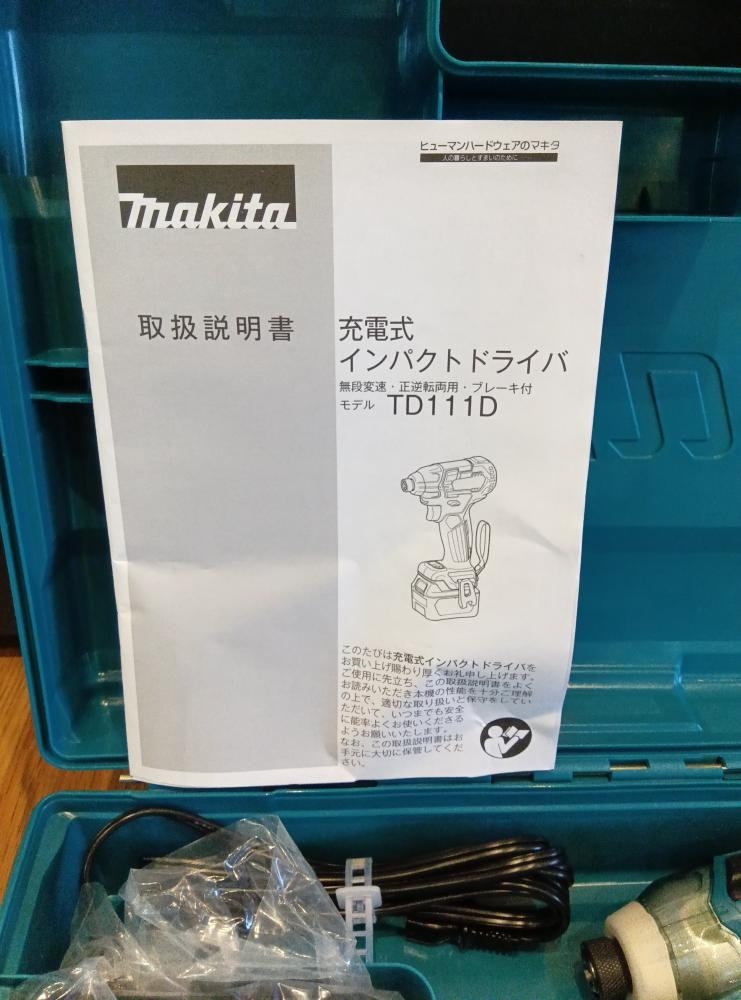 ヒューマンハードウェアのマキタ
人の暮らしとすまいのために
makita
取扱説明書
充電式
インパクトドライバ
無段変速・正逆転両用・ブレーキ付
モデル TD111D
このたびは充電式インパクトドライバを
お買い上げ賜わり厚くお礼申し上げます。
ご使用に先立ち、この取扱説明書をよく
お読みいただき本機の性能を十分ご理解
の上で、適切な取り扱いと保守をしてい
ただいて、いつまでも安全
に能率よくお使いくださる
ようお願いいたします。
なお、この取扱説明書はお
手元に大切に保管してくだ
さい。